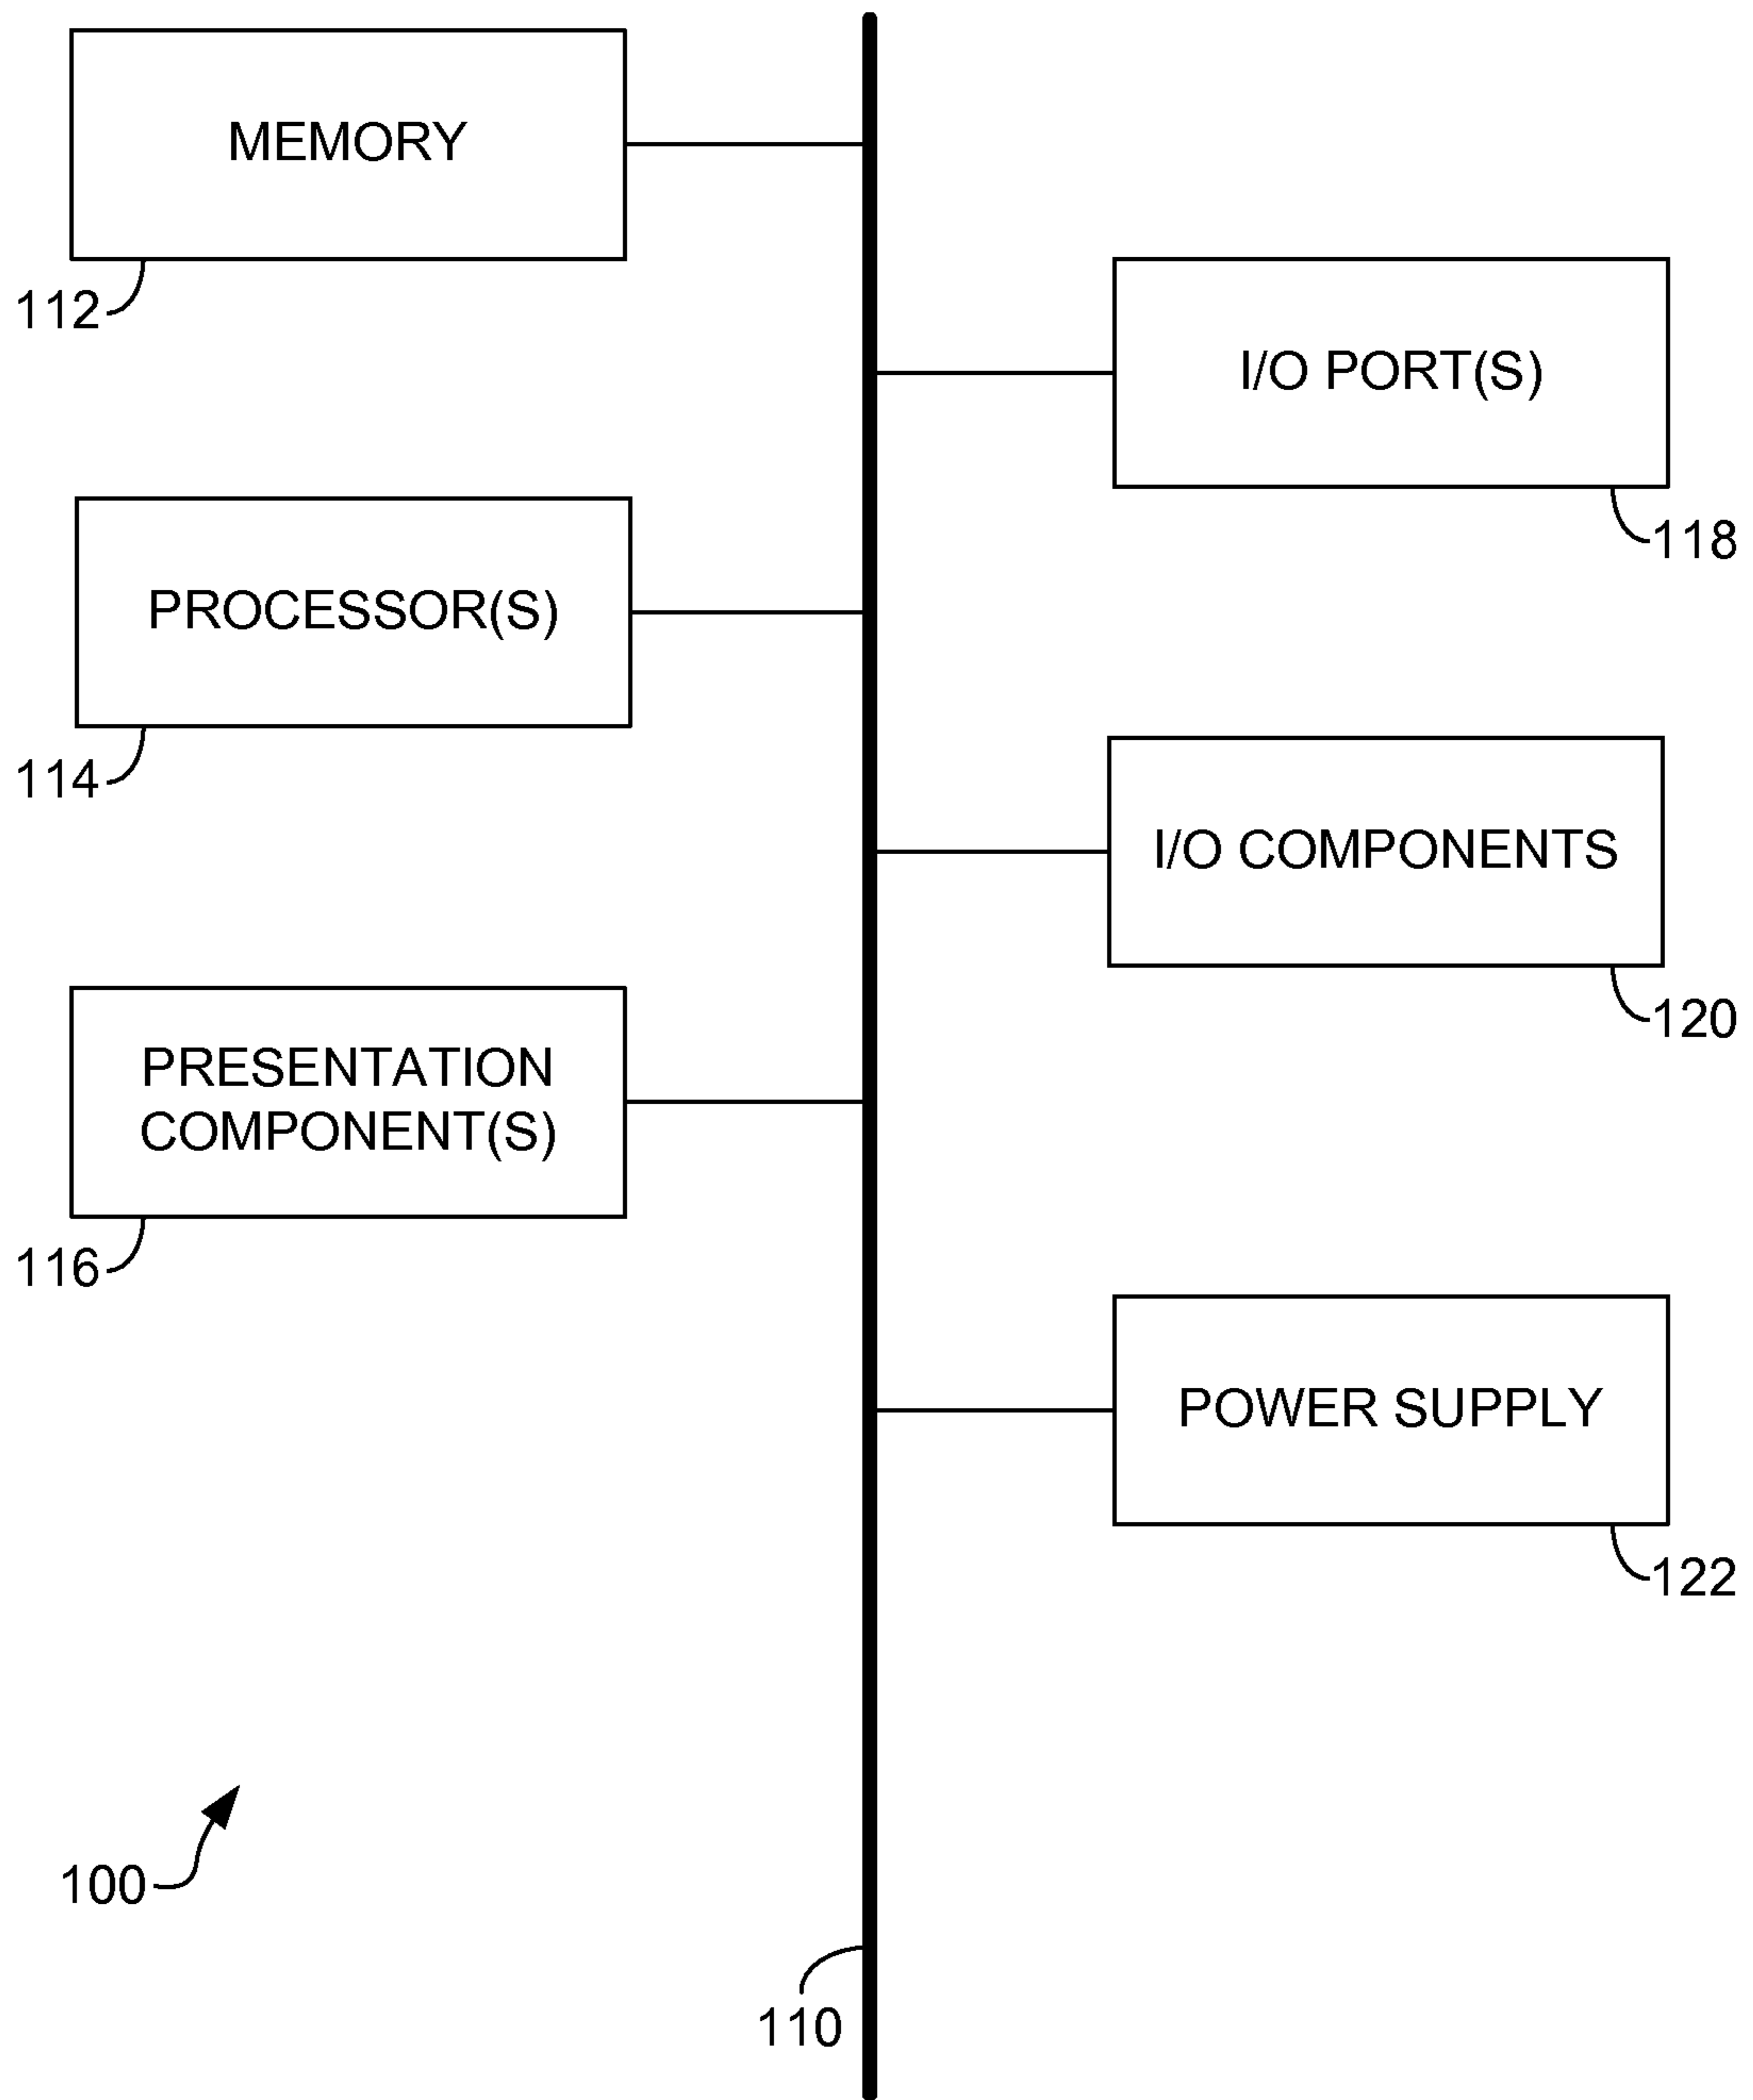 MEMORY
112
I/O PORT(S)
118
PROCESSOR(S)
114
I/O COMPONENTS
120
PRESENTATION
COMPONENT(S)
116
POWER SUPPLY
122
100
110